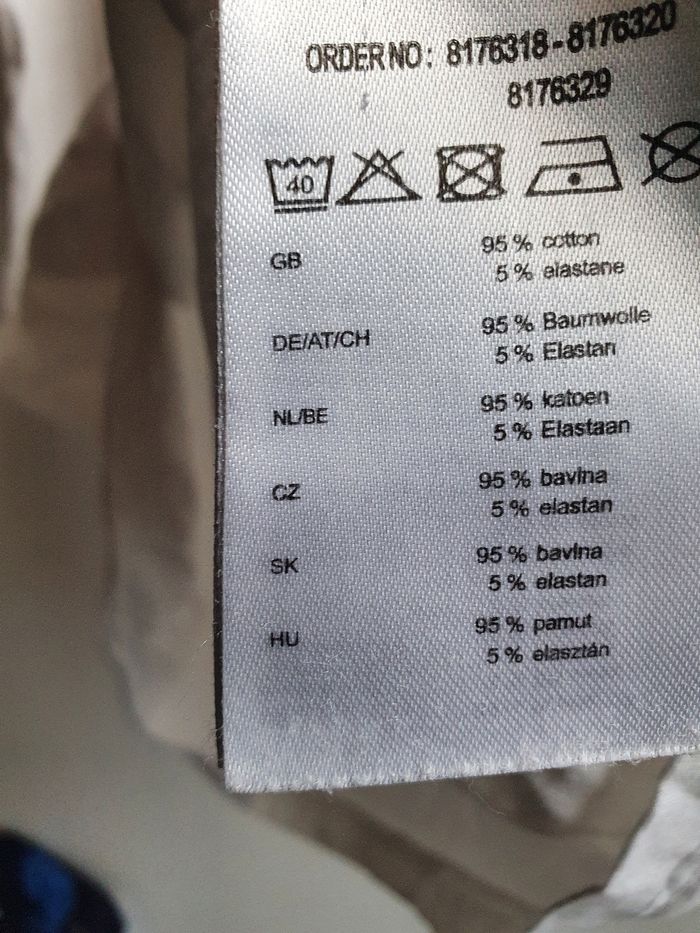 ORDER NO: 8176318-8176320
8176329
40
GB 95 % cotton
5 % elastane
DE/AT/CH 95 % Baumwolle
5 % Elastan
NL/BE 95 % katoen
5 % Elastaan
CZ 95 % bavlna
5 % elastan
SK 95 % bavlna
5 % elastan
HU 95 % pamut
5 % elasztán